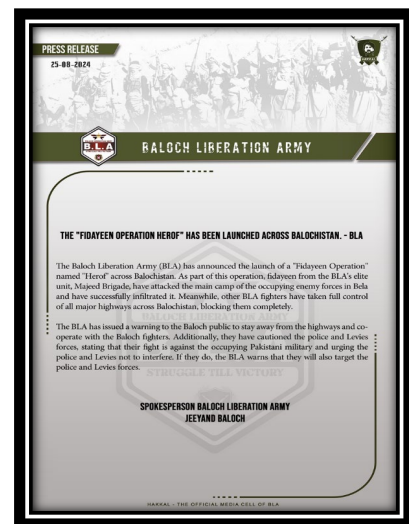 PRESS RELEASE
25-08-2024
HAKKAL
B.L.A
BALOCH LIBERATION ARMY
THE "FIDAYEEN OPERATION HEROF" HAS BEEN LAUNCHED ACROSS BALOCHISTAN. - BLA
The Baloch Liberation Army (BLA) has announced the launch of a "Fidayeen Operation"
named "Herof" across Balochistan. As part of this operation, fidayeen from the BLA's elite
unit, Majeed Brigade, have attacked the main camp of the occupying enemy forces in Bela
and have successfully infiltrated it. Meanwhile, other BLA fighters have taken full control
of all major highways across Balochistan, blocking them completely.
BALOCH LIBERATION ARMY
The BLA has issued a warning to the Baloch public to stay away from the highways and co-
operate with the Baloch fighters. Additionally, they have cautioned the police and Levies
forces, stating that their fight is against the occupying Pakistani military and urging the
police and Levies not to interfere. If they do, the BLA warns that they will also target the
police and Levies forces.
STRUGGLE TILL VICTORY
SPOKESPERSON BALOCH LIBERATION ARMY
JEEYAND BALOCH
HAKKAL - THE OFFICIAL MEDIA CELL OF BLA